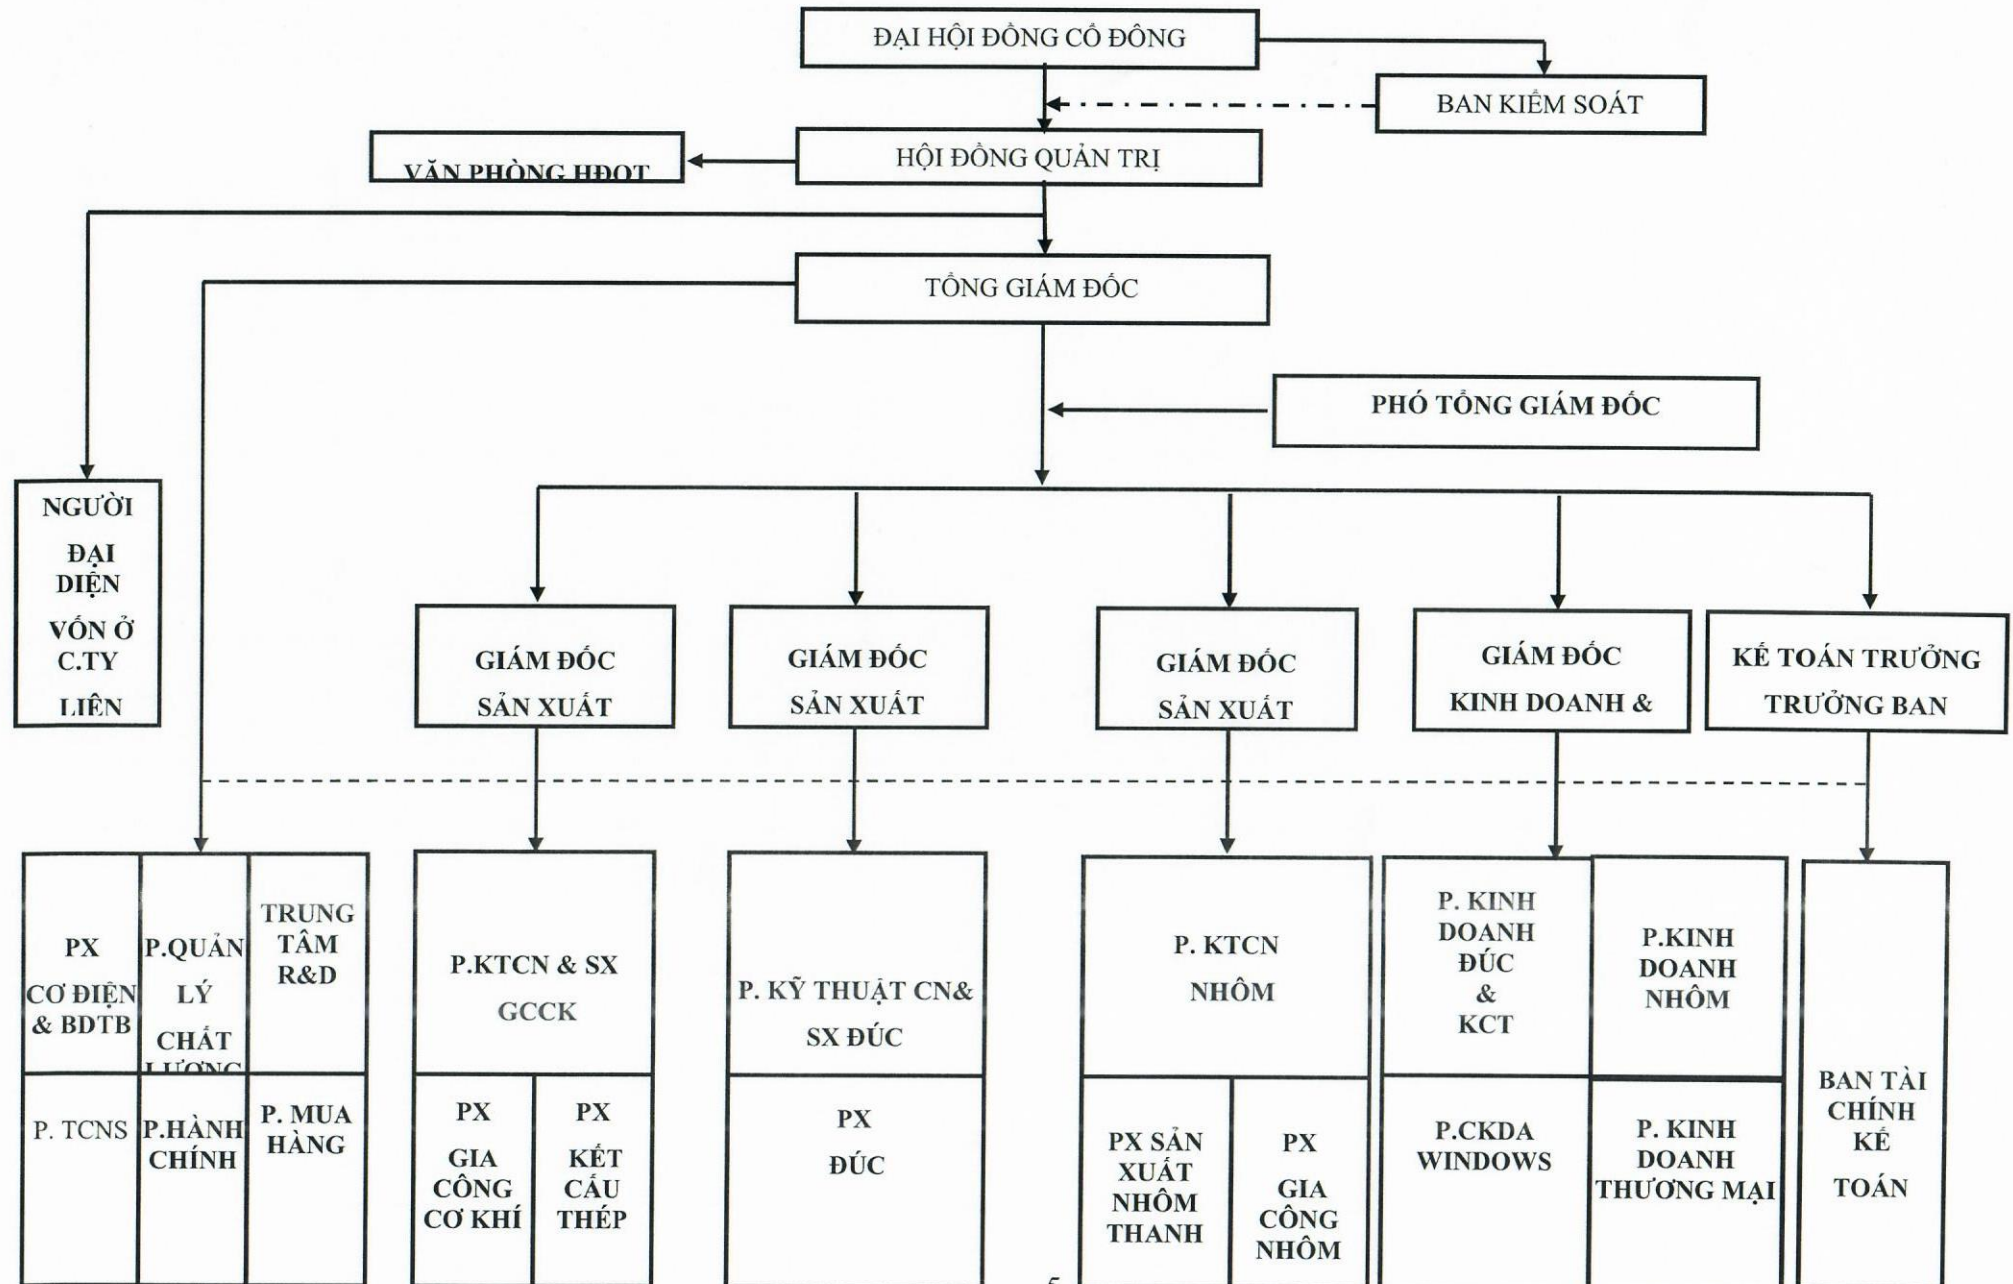 ĐẠI HỘI ĐỒNG CỔ ĐÔNG
BAN KIỂM SOÁT
HỘI ĐỒNG QUẢN TRỊ
VĂN PHÒNG HĐQT
TỔNG GIÁM ĐỐC
PHÓ TỔNG GIÁM ĐỐC
NGƯỜI
ĐẠI
DIỆN
VỐN Ở
C.TY
LIÊN
GIÁM ĐỐC
SẢN XUẤT
GIÁM ĐỐC
SẢN XUẤT
GIÁM ĐỐC
SẢN XUẤT
GIÁM ĐỐC
KINH DOANH &
KẾ TOÁN TRƯỞNG
TRƯỞNG BAN
PX
CƠ ĐIỆN
& BDTB
P.QUẢN
LÝ
CHẤT
LƯỢNG
TRUNG
TÂM
R&D
P. TCNS
P.HÀNH
CHÍNH
P. MUA
HÀNG
P.KTCN & SX
GCCK
PX
GIA
CÔNG
CƠ KHÍ
PX
KẾT
CẤU
THÉP
P. KỸ THUẬT CN&
SX ĐÚC
PX
ĐÚC
P. KTCN
NHÔM
PX SẢN
XUẤT
NHÔM
THANH
PX
GIA
CÔNG
NHÔM
P. KINH
DOANH
ĐÚC
&
KCT
P.KINH
DOANH
NHÔM
P.CKDA
WINDOWS
P. KINH
DOANH
THƯƠNG MẠI
BAN TÀI
CHÍNH
KẾ
TOÁN
5